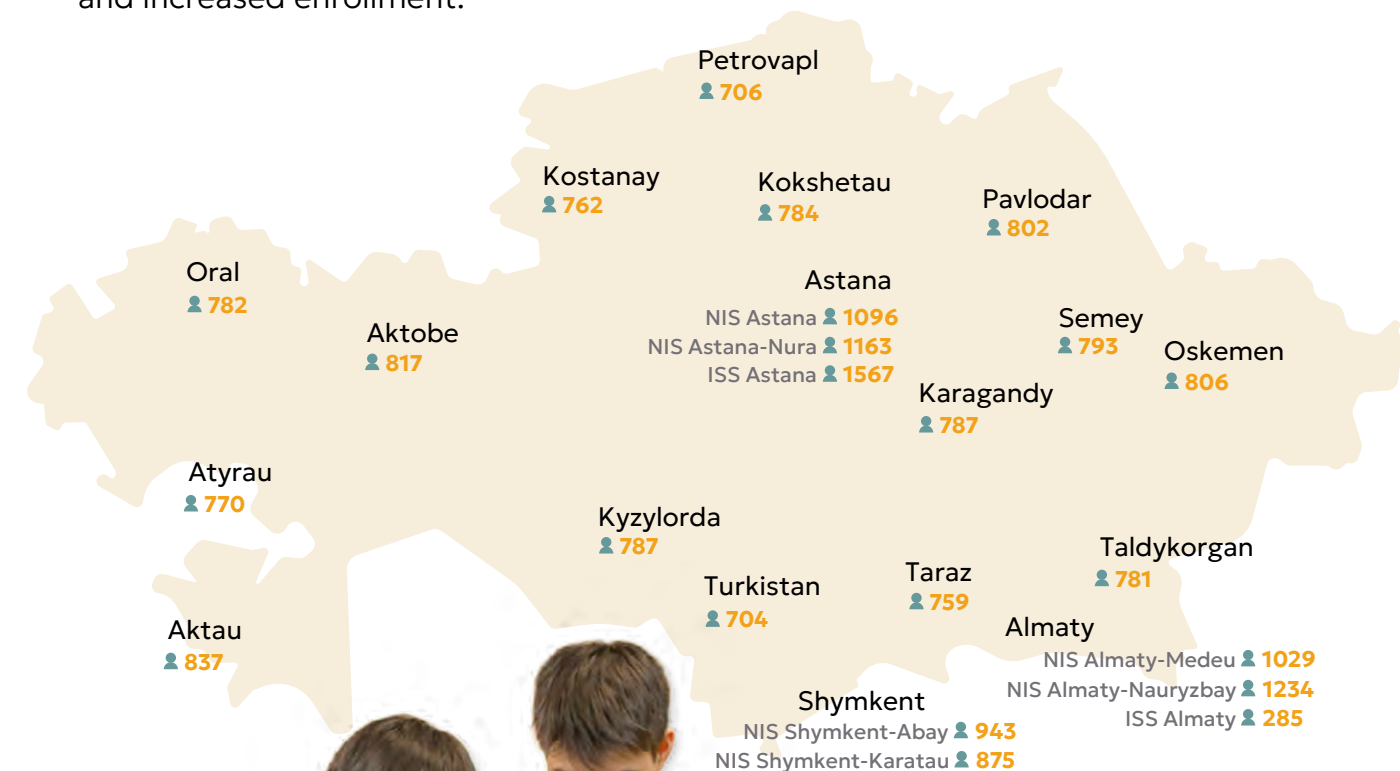 and increased enrollment.
Petrovapl
706
Kostanay
762
Kokshetau
784
Pavlodar
802
Oral
782
Aktobe
817
Astana
NIS Astana 1096
NIS Astana-Nura 1163
ISS Astana 1567
Semey
793
Oskemen
806
Karagandy
787
Atyrau
770
Kyzylorda
787
Turkistan
704
Taraz
759
Taldykorgan
781
Aktau
837
Almaty
NIS Almaty-Medeu 1029
NIS Almaty-Nauryzbay 1234
ISS Almaty 285
Shymkent
NIS Shymkent-Abay 943
NIS Shymkent-Karatau 875